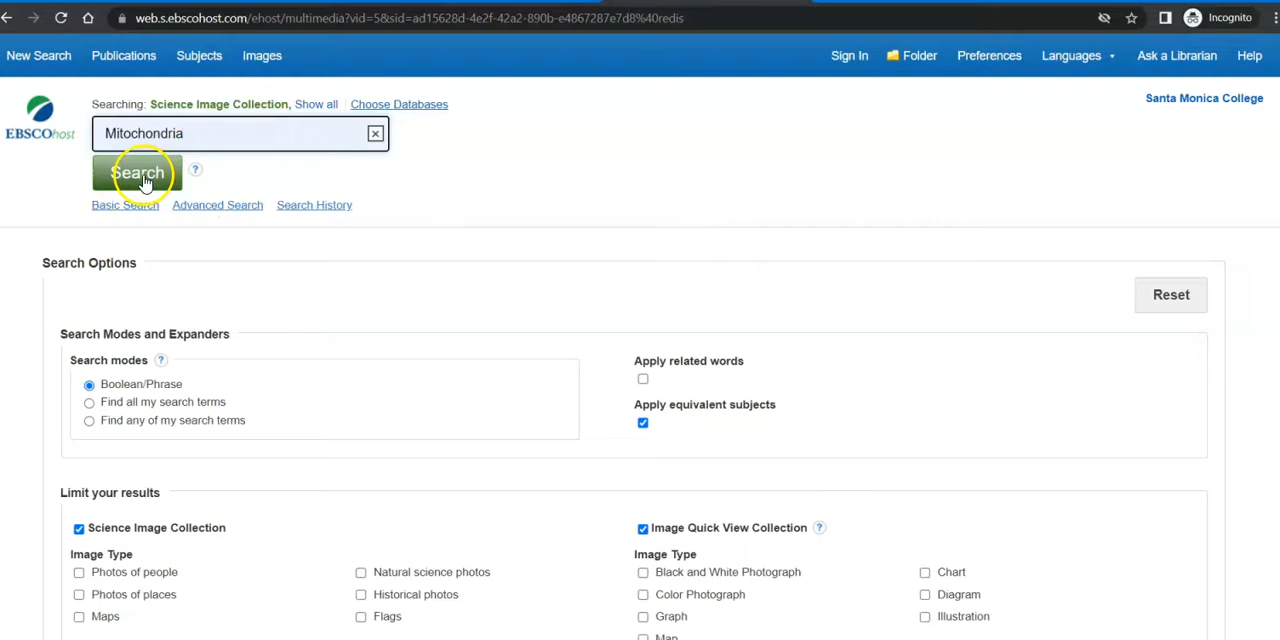 web.s.ebscohost.com/ehost/multimedia?vid=5&sid=ad15628d-4e2f-42a2-890b-e4867287e7d8%40redis
Incognito
New Search Publications Subjects Images Sign In Folder Preferences Languages Ask a Librarian Help
Searching: Science Image Collection, Show all Choose Databases
Santa Monica College
EBSCOhost
Mitochondria
Search ?
Basic Search Advanced Search Search History
Search Options
Reset
Search Modes and Expanders
Search modes ? Apply related words
Boolean/Phrase
Find all my search terms Apply equivalent subjects
Find any of my search terms
Limit your results
Science Image Collection Image Quick View Collection ?
Image Type Image Type
Photos of people Natural science photos Black and White Photograph Chart
Photos of places Historical photos Color Photograph Diagram
Maps Flags Graph Illustration
Map